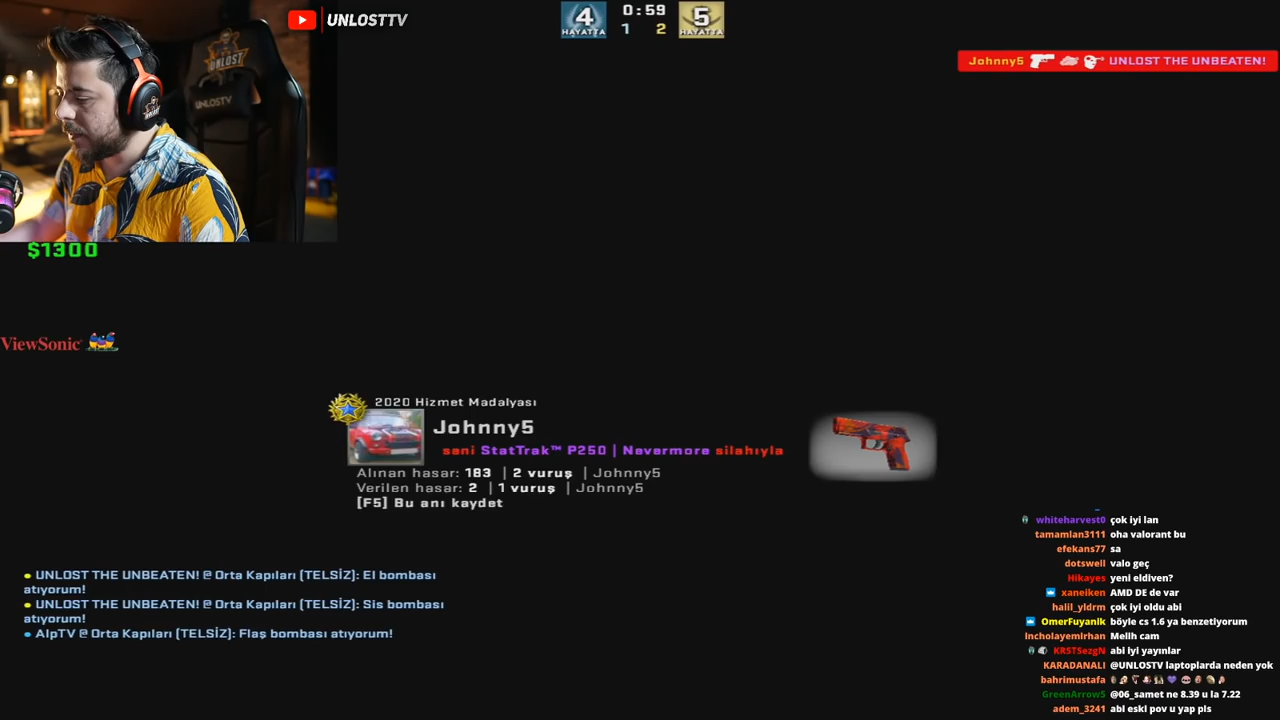 UNLOSTTV
4
HAYATTA
0:59
1 2
5
HAYATTA
Johnny5 UNLOST THE UNBEATEN!
UNLOST
UNLOSTV
$1300
ViewSonic
2020 Hizmet Madalyası
Johnny5
seni StatTrak™ P250 | Nevermore silahıyla
Alınan hasar: 183 | 2 vuruş | Johnny5
Verilen hasar: 2 | 1 vuruş | Johnny5
[F5] Bu anı kaydet
UNLOST THE UNBEATEN! @ Orta Kapıları (TELSİZ): El bombası
atıyorum!
UNLOST THE UNBEATEN! @ Orta Kapıları (TELSİZ): Sis bombası
atıyorum!
AlpTV @ Orta Kapıları (TELSİZ): Flaş bombası atıyorum!
whiteharvest0 çok iyi lan
tamamlan3111 oha valorant bu
efekans77 sa
dotswell valo geç
Hikayes yeni eldiven?
xaneiken AMD DE de var
halil_yldrm çok iyi oldu abi
OmerFuyanik böyle cs 1.6 ya benzetiyorum
incholayemirhan Melih cam
KRSTSezgN abi iyi yayınlar
KARADANALI @UNLOSTV laptoplarda neden yok
bahrimustafa
GreenArrow5 @06_samet ne 8.39 u la 7.22
adem_3241 abi eski pov u yap pls